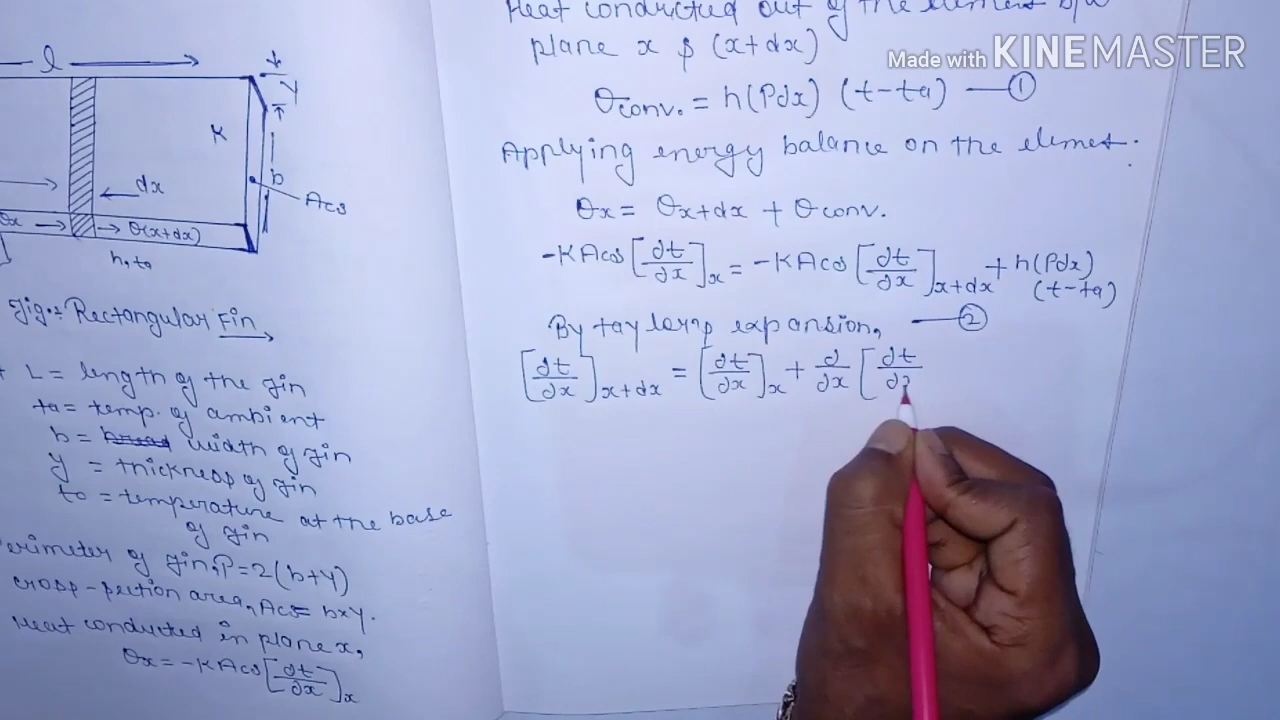 l
y
K
b
dx
Acs
Qx
Q(x+dx)
h, ta
Fig.: Rectangular Fin
L = length of the fin
ta = temp. of ambient
b = width of fin
y = thickness of fin
to = temperature at the base
of fin
Perimeter of fin, P = 2(b+y)
cross-section area, Acs = b×y.
Heat conducted in plane x,
Qx = -KAcs[∂t/∂x]x
Heat conducted out of the element b/w
plane x & (x+dx)
Qconv. = h(Pdx) (t-ta) — ①
Applying energy balance on the elemet.
Qx = Qx+dx + Qconv.
-KAcs[∂t/∂x]x = -KAcs[∂t/∂x]x+dx + h(Pdx)
(t-ta)
— ②
By taylor's expansion,
[∂t/∂x]x+dx = [∂t/∂x]x + ∂/∂x [∂t/∂
Made with KINEMASTER